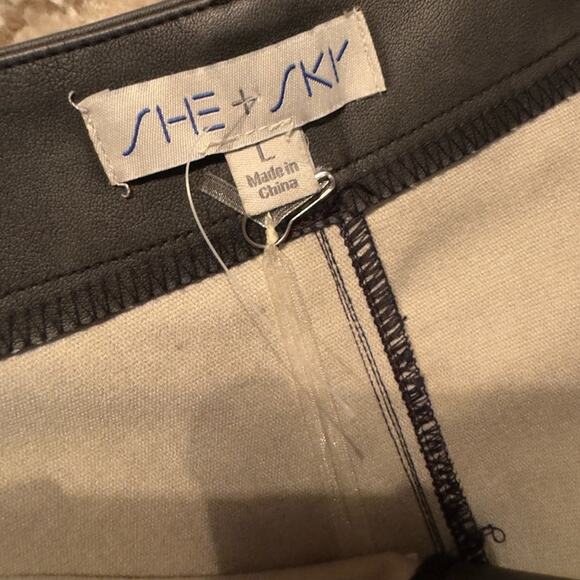 SHE + SKY
L
Made in
China